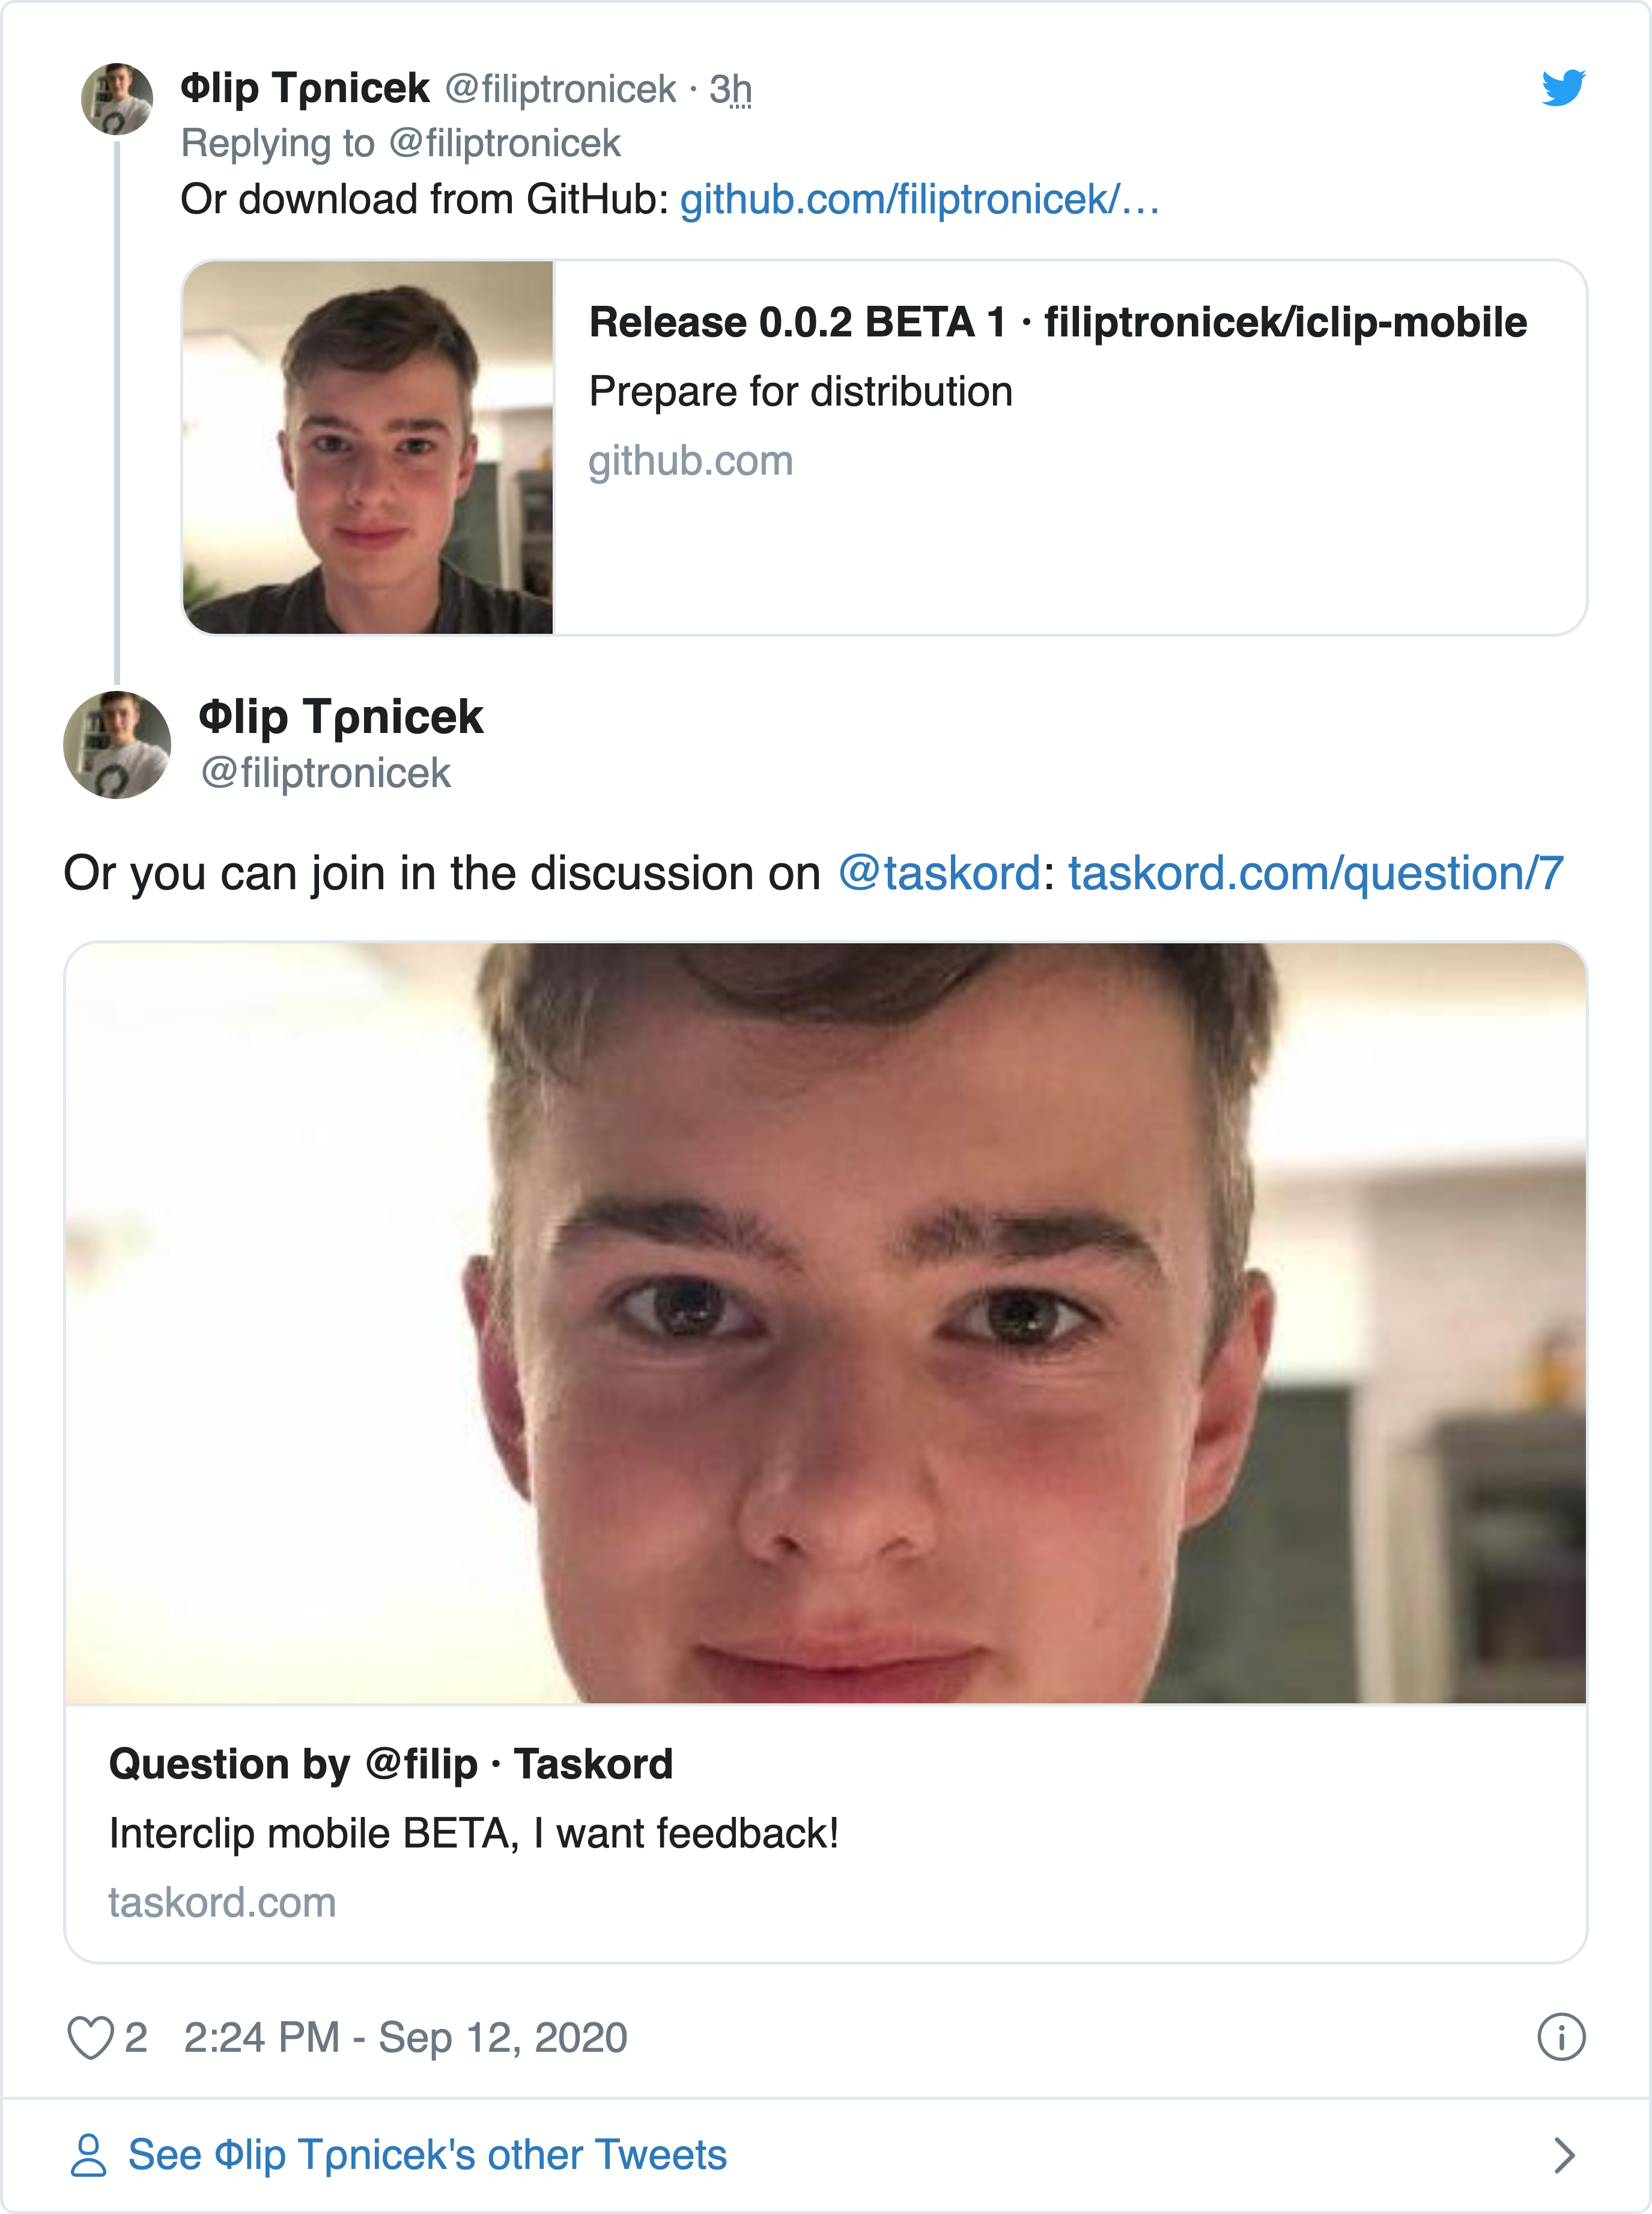 Φlip Tρnicek @filiptronicek · 3h
Replying to @filiptronicek
Or download from GitHub: github.com/filiptronicek/…
Release 0.0.2 BETA 1 · filiptronicek/iclip-mobile
Prepare for distribution
github.com
Φlip Tρnicek
@filiptronicek
Or you can join in the discussion on @taskord: taskord.com/question/7
Question by @filip · Taskord
Interclip mobile BETA, I want feedback!
taskord.com
2 2:24 PM - Sep 12, 2020
See Φlip Tρnicek's other Tweets